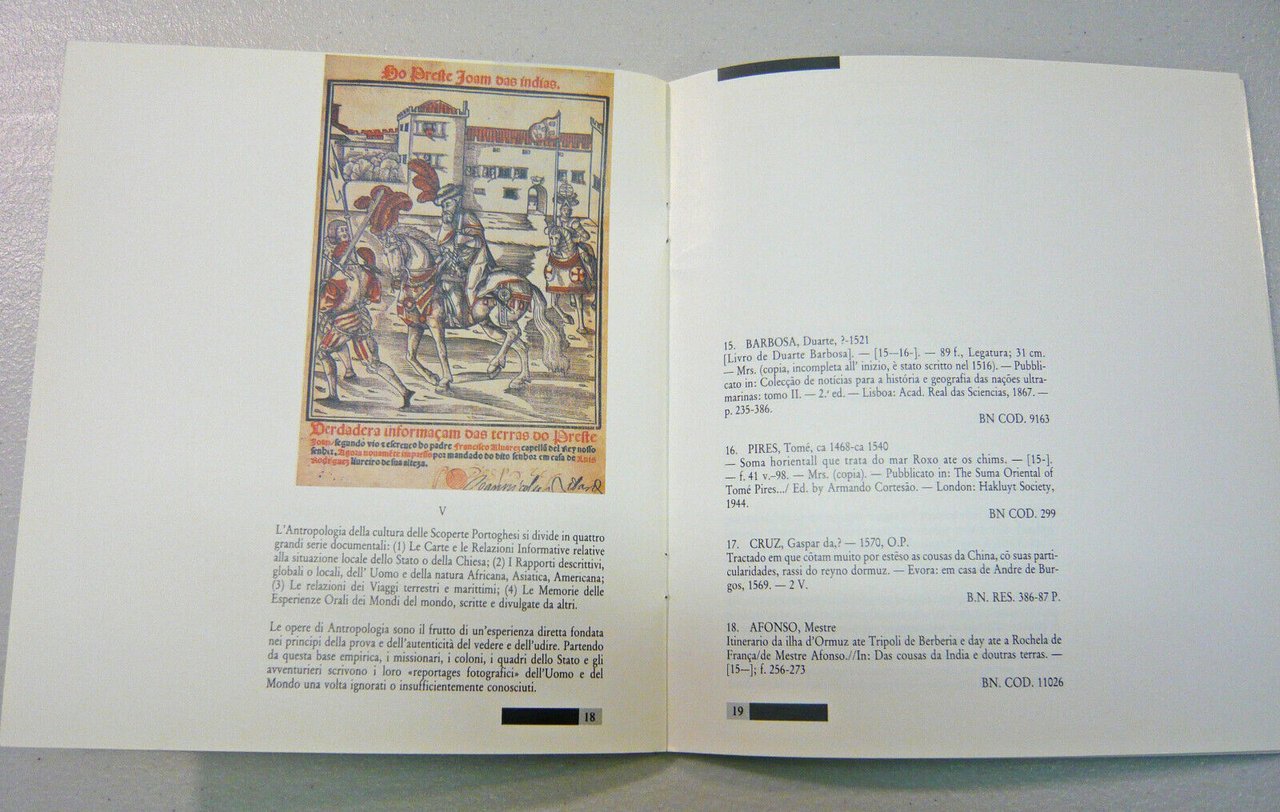 Ho Preste Joam das indias.
Verdadera informaçam das terras do Preste
Joam/segundo vio z escreueo ho padre Francisco Aluarez capellã del Rey nosso
senhor. Agora nouamẽte impresso por mandado do dito senhor em casa de Luis
Rodriguez liureiro de sua alteza.
V
L'Antropologia della cultura delle Scoperte Portoghesi si divide in quattro
grandi serie documentali: (1) Le Carte e le Relazioni Informative relative
alla situazione locale dello Stato o della Chiesa; (2) I Rapporti descrittivi,
globali o locali, dell' Uomo e della natura Africana, Asiatica, Americana;
(3) Le relazioni dei Viaggi terrestri e marittimi; (4) Le Memorie delle
Esperienze Orali dei Mondi del mondo, scritte e divulgate da altri.
Le opere di Antropologia sono il frutto di un'esperienza diretta fondata
nei principi della prova e dell'autenticità del vedere e dell'udire. Partendo
da questa base empirica, i missionari, i coloni, i quadri dello Stato e gli
avventurieri scrivono i loro «reportages fotografici» dell'Uomo e del
Mondo una volta ignorati o insufficientemente conosciuti.
18
15. BARBOSA, Duarte, ?-1521
[Livro de Duarte Barbosa]. — [15--16-]. — 89 f., Legatura; 31 cm.
— Mrs. (copia, incompleta all' inizio, è stato scritto nel 1516). — Pubbli-
cato in: Colecção de notícias para a história e geografia das nações ultra-
marinas: tomo II. — 2.ª ed. — Lisboa: Acad. Real das Sciencias, 1867. —
p. 235-386.
BN COD. 9163
16. PIRES, Tomé, ca 1468-ca 1540
— Soma horientall que trata do mar Roxo ate os chims. — [15-].
— f. 41 v.-98. — Mrs. (copia). — Pubblicato in: The Suma Oriental of
Tomé Pires.../ Ed. by Armando Cortesão. — London: Hakluyt Society,
1944.
BN COD. 299
17. CRUZ, Gaspar da,? — 1570, O.P.
Tractado em que cõtam muito por estẽso as cousas da China, cõ suas parti-
cularidades, rassi do reyno dormuz. — Evora: em casa de Andre de Bur-
gos, 1569. — 2 V.
B.N. RES. 386-87 P.
18. AFONSO, Mestre
Itinerario da ilha d'Ormuz ate Tripoli de Berberia e day ate a Rochela de
França/de Mestre Afonso.//In: Das cousas da India e doutras terras. —
[15—]; f. 256-273
BN. COD. 11026
19